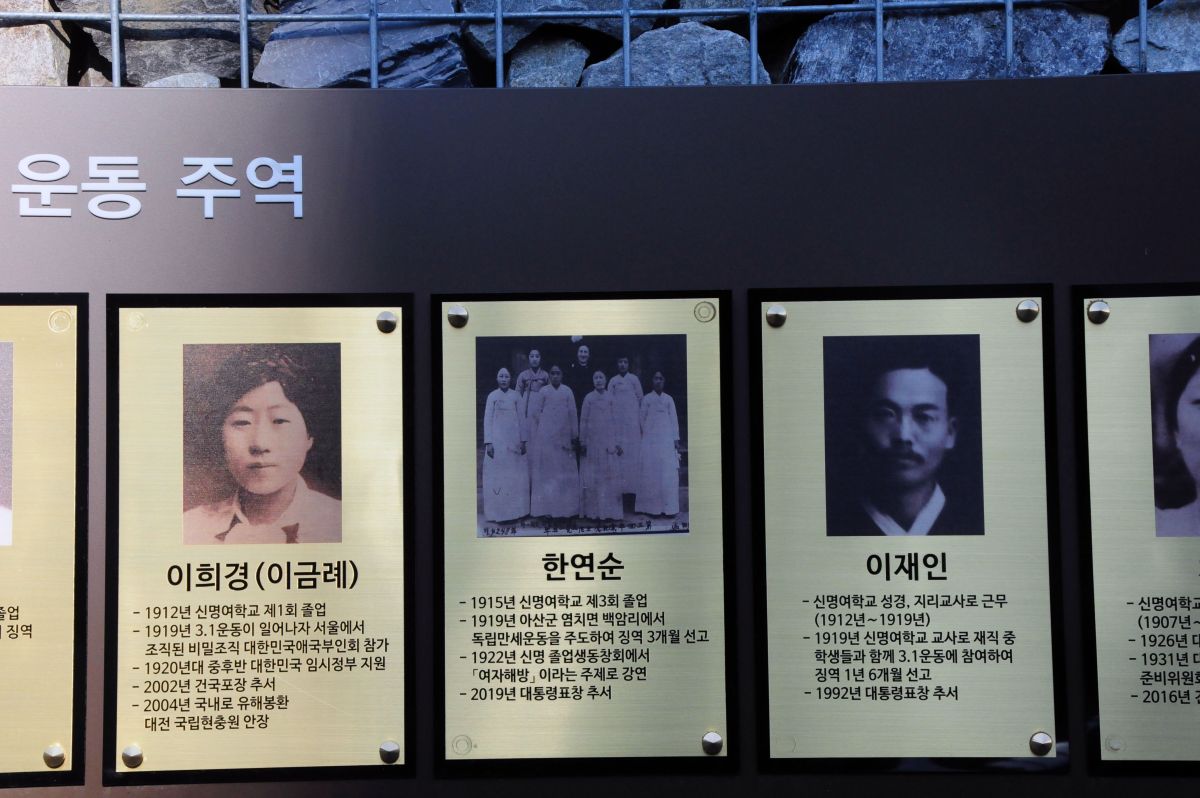 운동 주역
졸업
징역
이희경(이금례)
- 1912년 신명여학교 제1회 졸업
- 1919년 3.1운동이 일어나자 서울에서
조직된 비밀조직 대한민국애국부인회 참가
- 1920년대 중후반 대한민국 임시정부 지원
- 2002년 건국포장 추서
- 2004년 국내로 유해봉환
대전 국립현충원 안장
한연순
- 1915년 신명여학교 제3회 졸업
- 1919년 아산군 염치면 백암리에서
독립만세운동을 주도하여 징역 3개월 선고
- 1922년 신명 졸업생동창회에서
「여자해방」이라는 주제로 강연
- 2019년 대통령표창 추서
이재인
- 신명여학교 성경, 지리교사로 근무
(1912년~1919년)
- 1919년 신명여학교 교사로 재직 중
학생들과 함께 3.1운동에 참여하여
징역 1년 6개월 선고
- 1992년 대통령표창 추서
- 신명여학
(1907년~
- 1926년
- 1931년
준비위원회
- 2016년